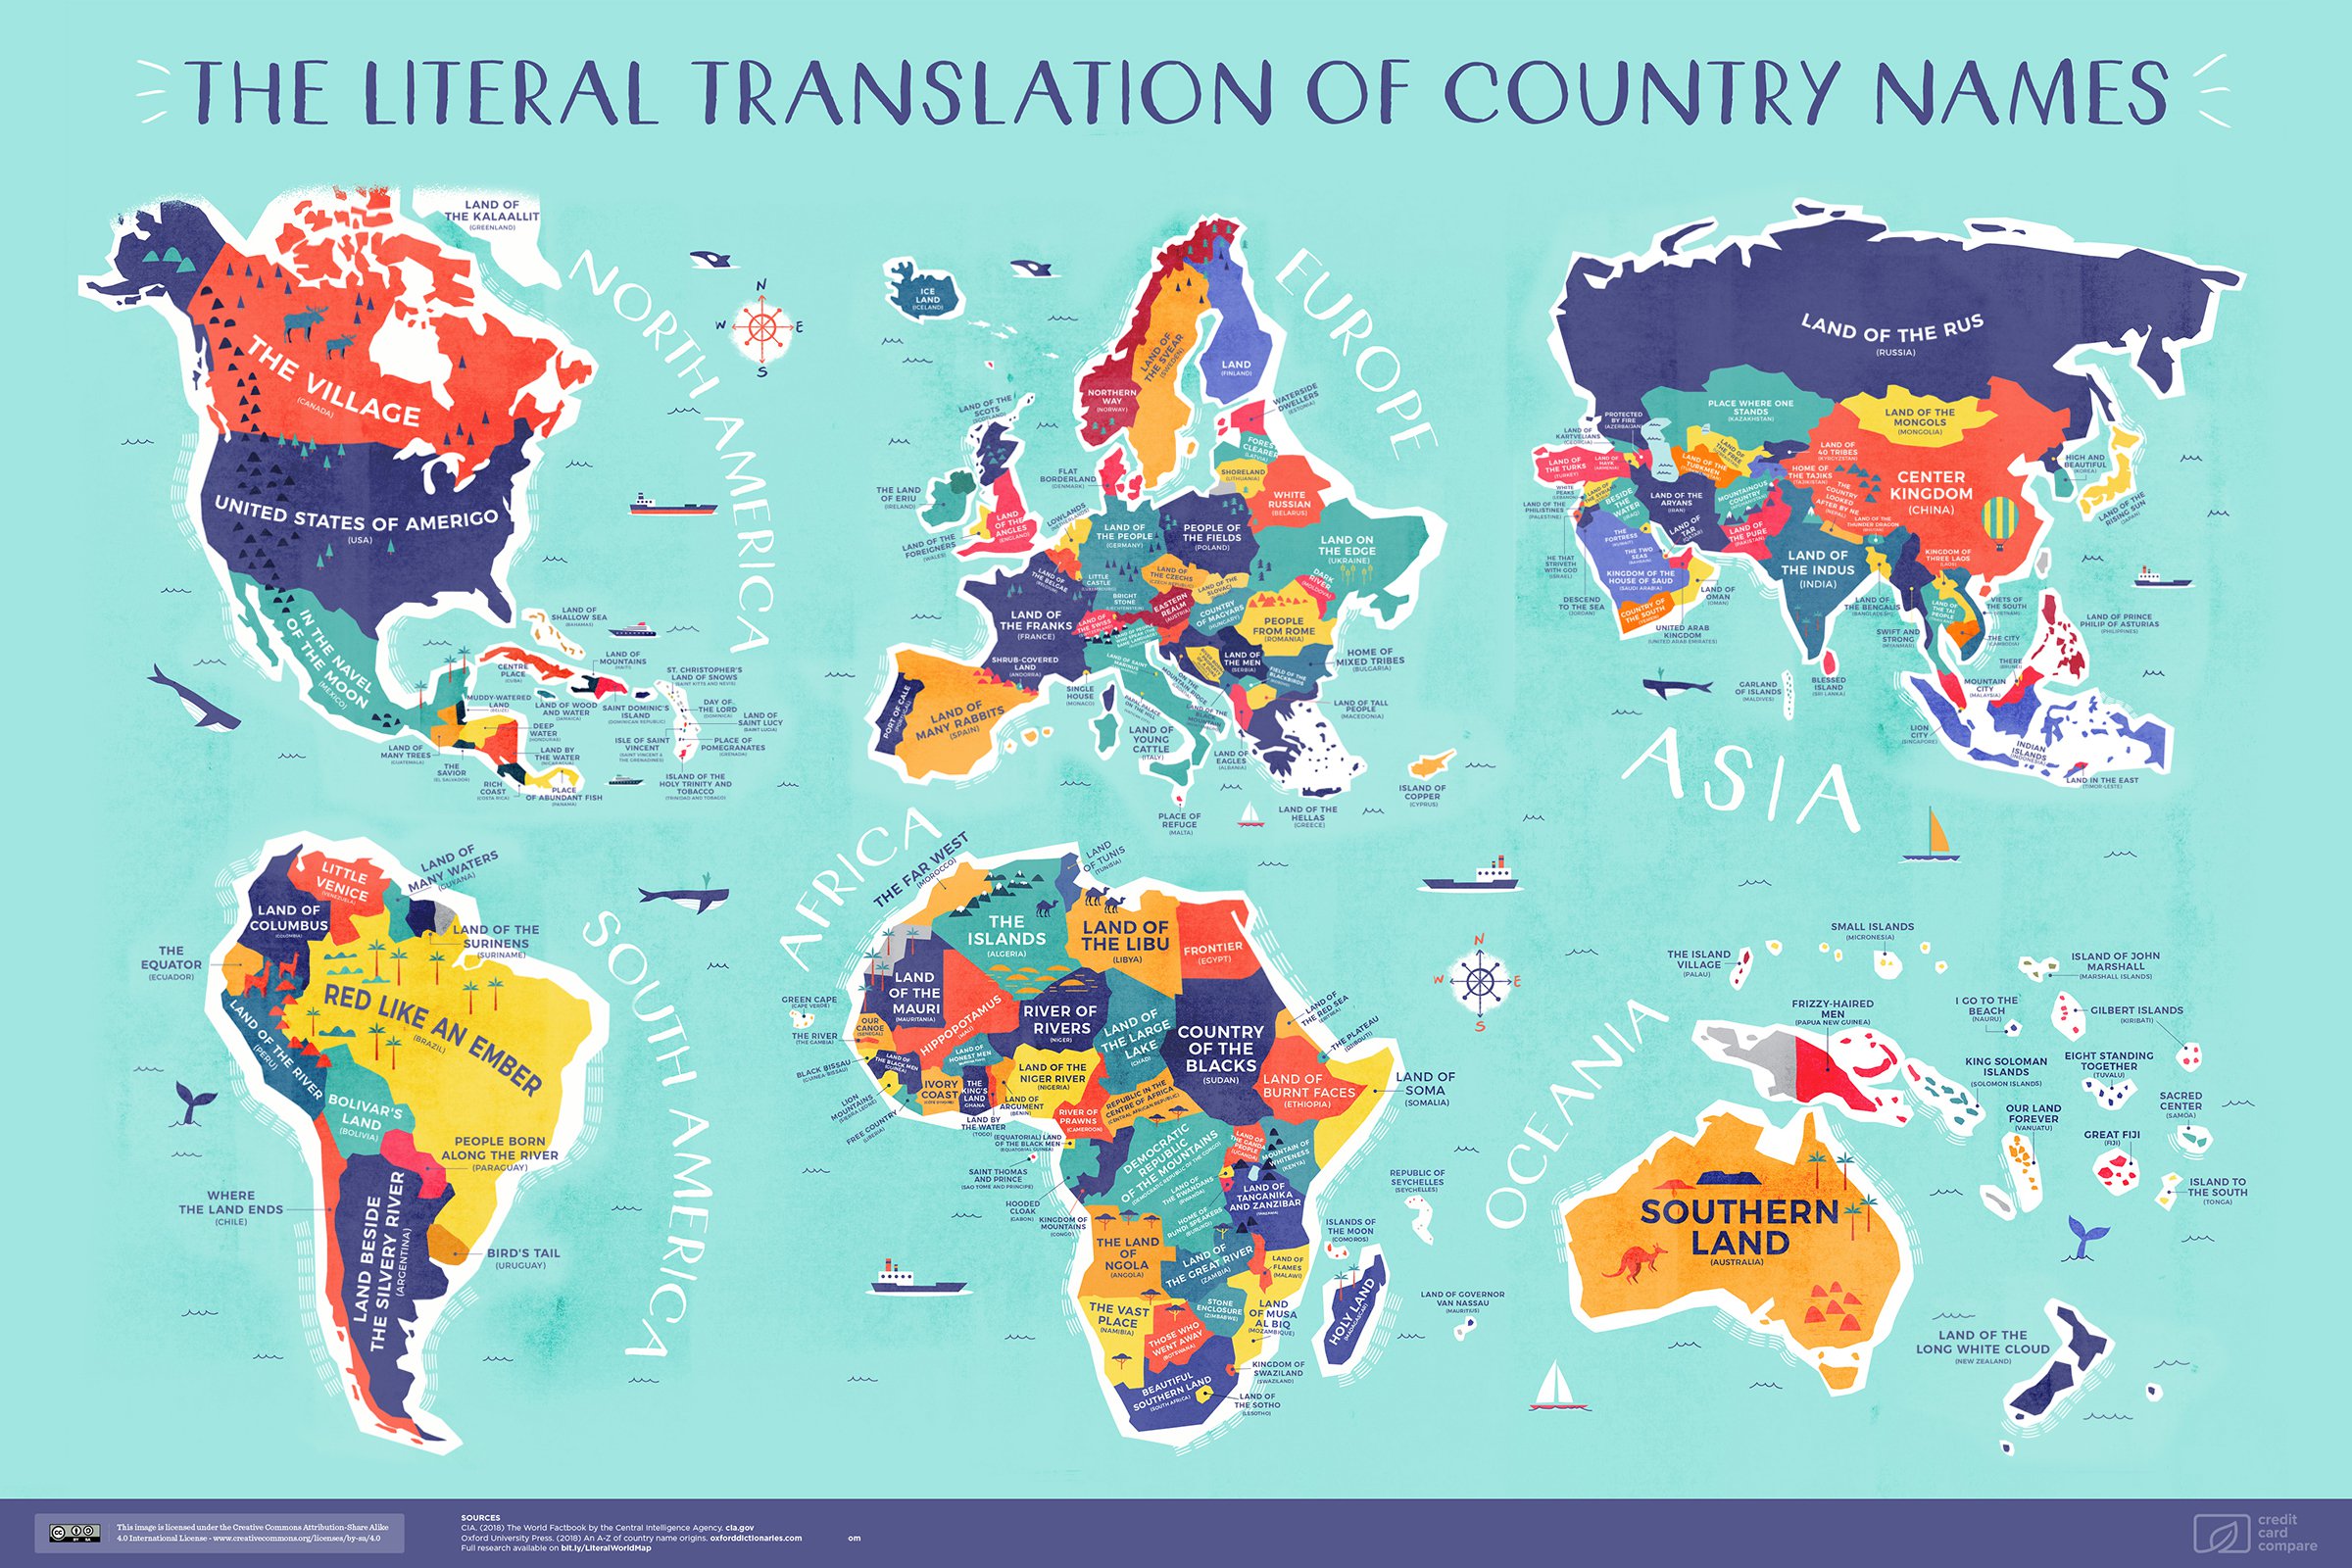 THE LITERAL TRANSLATION OF COUNTRY NAMES
NORTH AMERICA
LAND OF
THE KALAALLIT
(GREENLAND)
THE VILLAGE
(CANADA)
UNITED STATES OF AMERIGO
(USA)
IN THE NAVEL
OF THE MOON
(MEXICO)
LAND OF
SHALLOW SEA
(BAHAMAS)
CENTRE
PLACE
(CUBA)
LAND OF
MOUNTAINS
(HAITI)
ST. CHRISTOPHER'S
LAND OF SNOWS
(SAINT KITTS AND NEVIS)
MUDDY-WATERED
LAND
(BELIZE)
LAND OF WOOD
AND WATER
(JAMAICA)
SAINT DOMINIC'S
ISLAND
(DOMINICAN REPUBLIC)
DAY OF
THE LORD
(DOMINICA)
LAND OF
SAINT LUCY
(SAINT LUCIA)
DEEP
WATER
(HONDURAS)
ISLE OF SAINT
VINCENT
(SAINT VINCENT &
THE GRENADINES)
PLACE OF
POMEGRANATES
(GRENADA)
LAND OF
MANY TREES
(GUATEMALA)
LAND BY
THE WATER
(NICARAGUA)
THE
SAVIOR
(EL SALVADOR)
RICH
COAST
(COSTA RICA)
PLACE
OF ABUNDANT FISH
(PANAMA)
ISLAND OF THE
HOLY TRINITY AND
TOBACCO
(TRINIDAD AND TOBACCO)
N
W
E
S
EUROPE
ICE
LAND
(ICELAND)
LAND OF
THE SVEAR
(SWEDEN)
LAND
(FINLAND)
NORTHERN
WAY
(NORWAY)
WATERSIDE
DWELLERS
(ESTONIA)
LAND OF THE
SCOTS
FOREST
CLEARERS
(LATVIA)
SHORELAND
(LITHUANIA)
FLAT
BORDERLAND
(DENMARK)
THE LAND
OF ERIU
(IRELAND)
LAND
OF THE
ANGLES
(ENGLAND)
LAND OF THE
FOREIGNERS
(WALES)
LOWLANDS
(NETHERLANDS)
WHITE
RUSSIAN
(BELARUS)
LAND OF
THE PEOPLE
(GERMANY)
PEOPLE OF
THE FIELDS
(POLAND)
LAND ON
THE EDGE
(UKRAINE)
LAND OF
THE BELGAE
LITTLE
CASTLE
(LUXEMBOURG)
LAND OF
THE CZECHS
(CZECH REPUBLIC)
LAND OF THE
SLOVAC
DARK
RIVER
(MOLDOVA)
BRIGHT
STONE
(LIECHTENSTEIN)
EASTERN
REALM
(AUSTRIA)
COUNTRY
OF MAGYARS
(HUNGARY)
LAND OF
THE FRANKS
(FRANCE)
LAND OF
THE SWISS
PEOPLE
FROM ROME
(ROMANIA)
SHRUB-COVERED
LAND
(ANDORRA)
LAND OF
THE MEN
(SERBIA)
HOME OF
MIXED TRIBES
(BULGARIA)
SINGLE
HOUSE
(MONACO)
LAND OF SAINT
MARINUS
PORT OF CALE
LAND OF
MANY RABBITS
(SPAIN)
PAPAL PALACE
ON THE HILL
FIELD OF THE
BLACKBIRDS
LAND OF TALL
PEOPLE
(MACEDONIA)
LAND OF
YOUNG
CATTLE
(ITALY)
LAND OF
EAGLES
(ALBANIA)
PLACE OF
REFUGE
(MALTA)
LAND OF THE
HELLAS
(GREECE)
ISLAND OF
COPPER
(CYPRUS)
ASIA
LAND OF THE RUS
(RUSSIA)
PLACE WHERE ONE
STANDS
(KAZAKHSTAN)
LAND OF THE
MONGOLS
(MONGOLIA)
PROTECTED
BY FIRE
(AZERBAIJAN)
LAND OF
KARTVELIANS
(GEORGIA)
LAND OF
THE TURKS
(TURKEY)
LAND OF
HAYK
(ARMENIA)
LAND OF THE
TURKMEN
LAND OF
THE FREE
LAND OF
40 TRIBES
(KYRGYZSTAN)
HOME OF
THE TAJIKS
(TAJIKISTAN)
CENTER
KINGDOM
(CHINA)
HIGH AND
BEAUTIFUL
(KOREA)
LAND OF THE
RISING SUN
(JAPAN)
WHITE
PEAKS
(LEBANON)
LAND OF THE
PHILISTINES
(PALESTINE)
BESIDE
THE WATER
(IRAQ)
LAND OF THE
ARYANS
(IRAN)
MOUNTAINOUS
COUNTRY
THE
COUNTRY
LOOKED
AFTER BY NE
(NEPAL)
LAND OF THE
THUNDER DRAGON
(BHUTAN)
THE
FORTRESS
(KUWAIT)
LAND OF
TAR
(QATAR)
LAND OF
THE PURE
(PAKISTAN)
HE THAT
STRIVETH
WITH GOD
(ISRAEL)
THE TWO
SEAS
(BAHRAIN)
KINGDOM OF THE
HOUSE OF SAUD
(SAUDI ARABIA)
LAND OF
THE INDUS
(INDIA)
KINGDOM OF
THREE LAOS
(LAOS)
DESCEND
TO THE SEA
(JORDAN)
COUNTRY OF
THE SOUTH
(YEMEN)
LAND OF
OMAN
(OMAN)
UNITED ARAB
KINGDOM
(UNITED ARAB EMIRATES)
LAND OF
THE BENGALIS
(BANGLADESH)
SWIFT AND
STRONG
(MYANMAR)
LAND OF
THE TAI
PEOPLE
VIETS OF
THE SOUTH
(VIETNAM)
THE CITY
(CAMBODIA)
LAND OF PRINCE
PHILIP OF ASTURIAS
(PHILIPPINES)
THERE
(BRUNEI)
GARLAND
OF ISLANDS
(MALDIVES)
BLESSED
ISLAND
(SRI LANKA)
MOUNTAIN
CITY
(MALAYSIA)
LION
CITY
(SINGAPORE)
INDIAN
ISLANDS
(INDONESIA)
LAND IN THE EAST
(TIMOR-LESTE)
SOUTH AMERICA
LITTLE
VENICE
(VENEZUELA)
LAND OF
MANY WATERS
(GUYANA)
LAND OF
COLUMBUS
(COLOMBIA)
LAND OF THE
SURINENS
(SURINAME)
THE
EQUATOR
(ECUADOR)
RED LIKE AN EMBER
(BRAZIL)
LAND OF THE RIVER
(PERU)
BOLIVAR'S
LAND
(BOLIVIA)
PEOPLE BORN
ALONG THE RIVER
(PARAGUAY)
WHERE
THE LAND ENDS
(CHILE)
LAND BESIDE
THE SILVERY RIVER
(ARGENTINA)
BIRD'S TAIL
(URUGUAY)
AFRICA
THE FAR WEST
(MOROCCO)
LAND
OF TUNIS
(TUNISIA)
THE
ISLANDS
(ALGERIA)
LAND OF
THE LIBU
(LIBYA)
FRONTIER
(EGYPT)
LAND
OF THE
MAURI
(MAURITANIA)
HIPPOPOTAMUS
(MALI)
RIVER OF
RIVERS
(NIGER)
LAND OF
THE LARGE
LAKE
(CHAD)
COUNTRY
OF THE
BLACKS
(SUDAN)
LAND OF
THE RED SEA
(ERITREA)
THE PLATEAU
(DJIBOUTI)
GREEN CAPE
(CAPE VERDE)
OUR
CANOE
(SENEGAL)
THE RIVER
(THE GAMBIA)
BLACK BISSAU
(GUINEA-BISSAU)
LAND OF
THE BLACK MEN
(GUINEA)
LAND OF
HONEST MEN
LION
MOUNTAINS
(SIERRA LEONE)
FREE COUNTRY
(LIBERIA)
IVORY
COAST
THE
KING'S
LAND
GHANA
LAND BY
THE WATER
(TOGO)
LAND OF
ARGUMENT
(BENIN)
LAND OF THE
NIGER RIVER
(NIGERIA)
RIVER OF
PRAWNS
(CAMEROON)
REPUBLIC IN THE
CENTRE OF AFRICA
(CENTRAL AFRICAN REPUBLIC)
LAND OF
BURNT FACES
(ETHIOPIA)
LAND OF
SOMA
(SOMALIA)
(EQUATORIAL) LAND
OF THE BLACK MEN
(EQUATORIAL GUINEA)
SAINT THOMAS
AND PRINCE
(SAO TOME AND PRINCIPE)
HOODED
CLOAK
(GABON)
KINGDOM OF
MOUNTAINS
(CONGO)
DEMOCRATIC
REPUBLIC
OF THE MOUNTAINS
(DEMOCRATIC REPUBLIC OF THE CONGO)
LAND OF
THE GANDA
PEOPLE
(UGANDA)
MOUNTAIN OF
WHITENESS
(KENYA)
LAND OF
THE RWANDANS
(RWANDA)
HOME OF
RUNDI SPEAKERS
(BURUNDI)
LAND OF
TANGANIKA
AND ZANZIBAR
REPUBLIC OF
SEYCHELLES
(SEYCHELLES)
ISLANDS OF
THE MOON
(COMOROS)
THE LAND
OF
NGOLA
(ANGOLA)
LAND OF
THE GREAT RIVER
(ZAMBIA)
LAND OF
FLAMES
(MALAWI)
LAND
OF MUSA
AL BIQ
(MOZAMBIQUE)
STONE
ENCLOSURE
(ZIMBABWE)
THE VAST
PLACE
(NAMIBIA)
THOSE WHO
WENT AWAY
(BOTSWANA)
HOLY LAND
(MADAGASCAR)
LAND OF GOVERNOR
VAN NASSAU
(MAURITIUS)
KINGDOM OF
SWAZILAND
(SWAZILAND)
BEAUTIFUL
SOUTHERN LAND
(SOUTH AFRICA)
LAND OF
THE SOTHO
(LESOTHO)
N
W
E
S
OCEANIA
SMALL ISLANDS
(MICRONESIA)
THE ISLAND
VILLAGE
(PALAU)
ISLAND OF JOHN
MARSHALL
(MARSHALL ISLANDS)
FRIZZY-HAIRED
MEN
(PAPUA NEW GUINEA)
I GO TO THE
BEACH
(NAURU)
GILBERT ISLANDS
(KIRIBATI)
KING SOLOMAN
ISLANDS
(SOLOMON ISLANDS)
EIGHT STANDING
TOGETHER
(TUVALU)
OUR LAND
FOREVER
(VANUATU)
SACRED
CENTER
(SAMOA)
GREAT FIJI
(FIJI)
ISLAND TO
THE SOUTH
(TONGA)
SOUTHERN
LAND
(AUSTRALIA)
LAND OF THE
LONG WHITE CLOUD
(NEW ZEALAND)
This image is licensed under the Creative Commons Attribution-Share Alike
4.0 International License - www.creativecommons.org/licenses/by-sa/4.0
SOURCES
CIA. (2018) The World Factbook by the Central Intelligence Agency. cia.gov
Oxford University Press. (2018) An A-Z of country name origins. oxforddictionaries.com om
Full research available on bit.ly/LiteralWorldMap
credit
card
compare